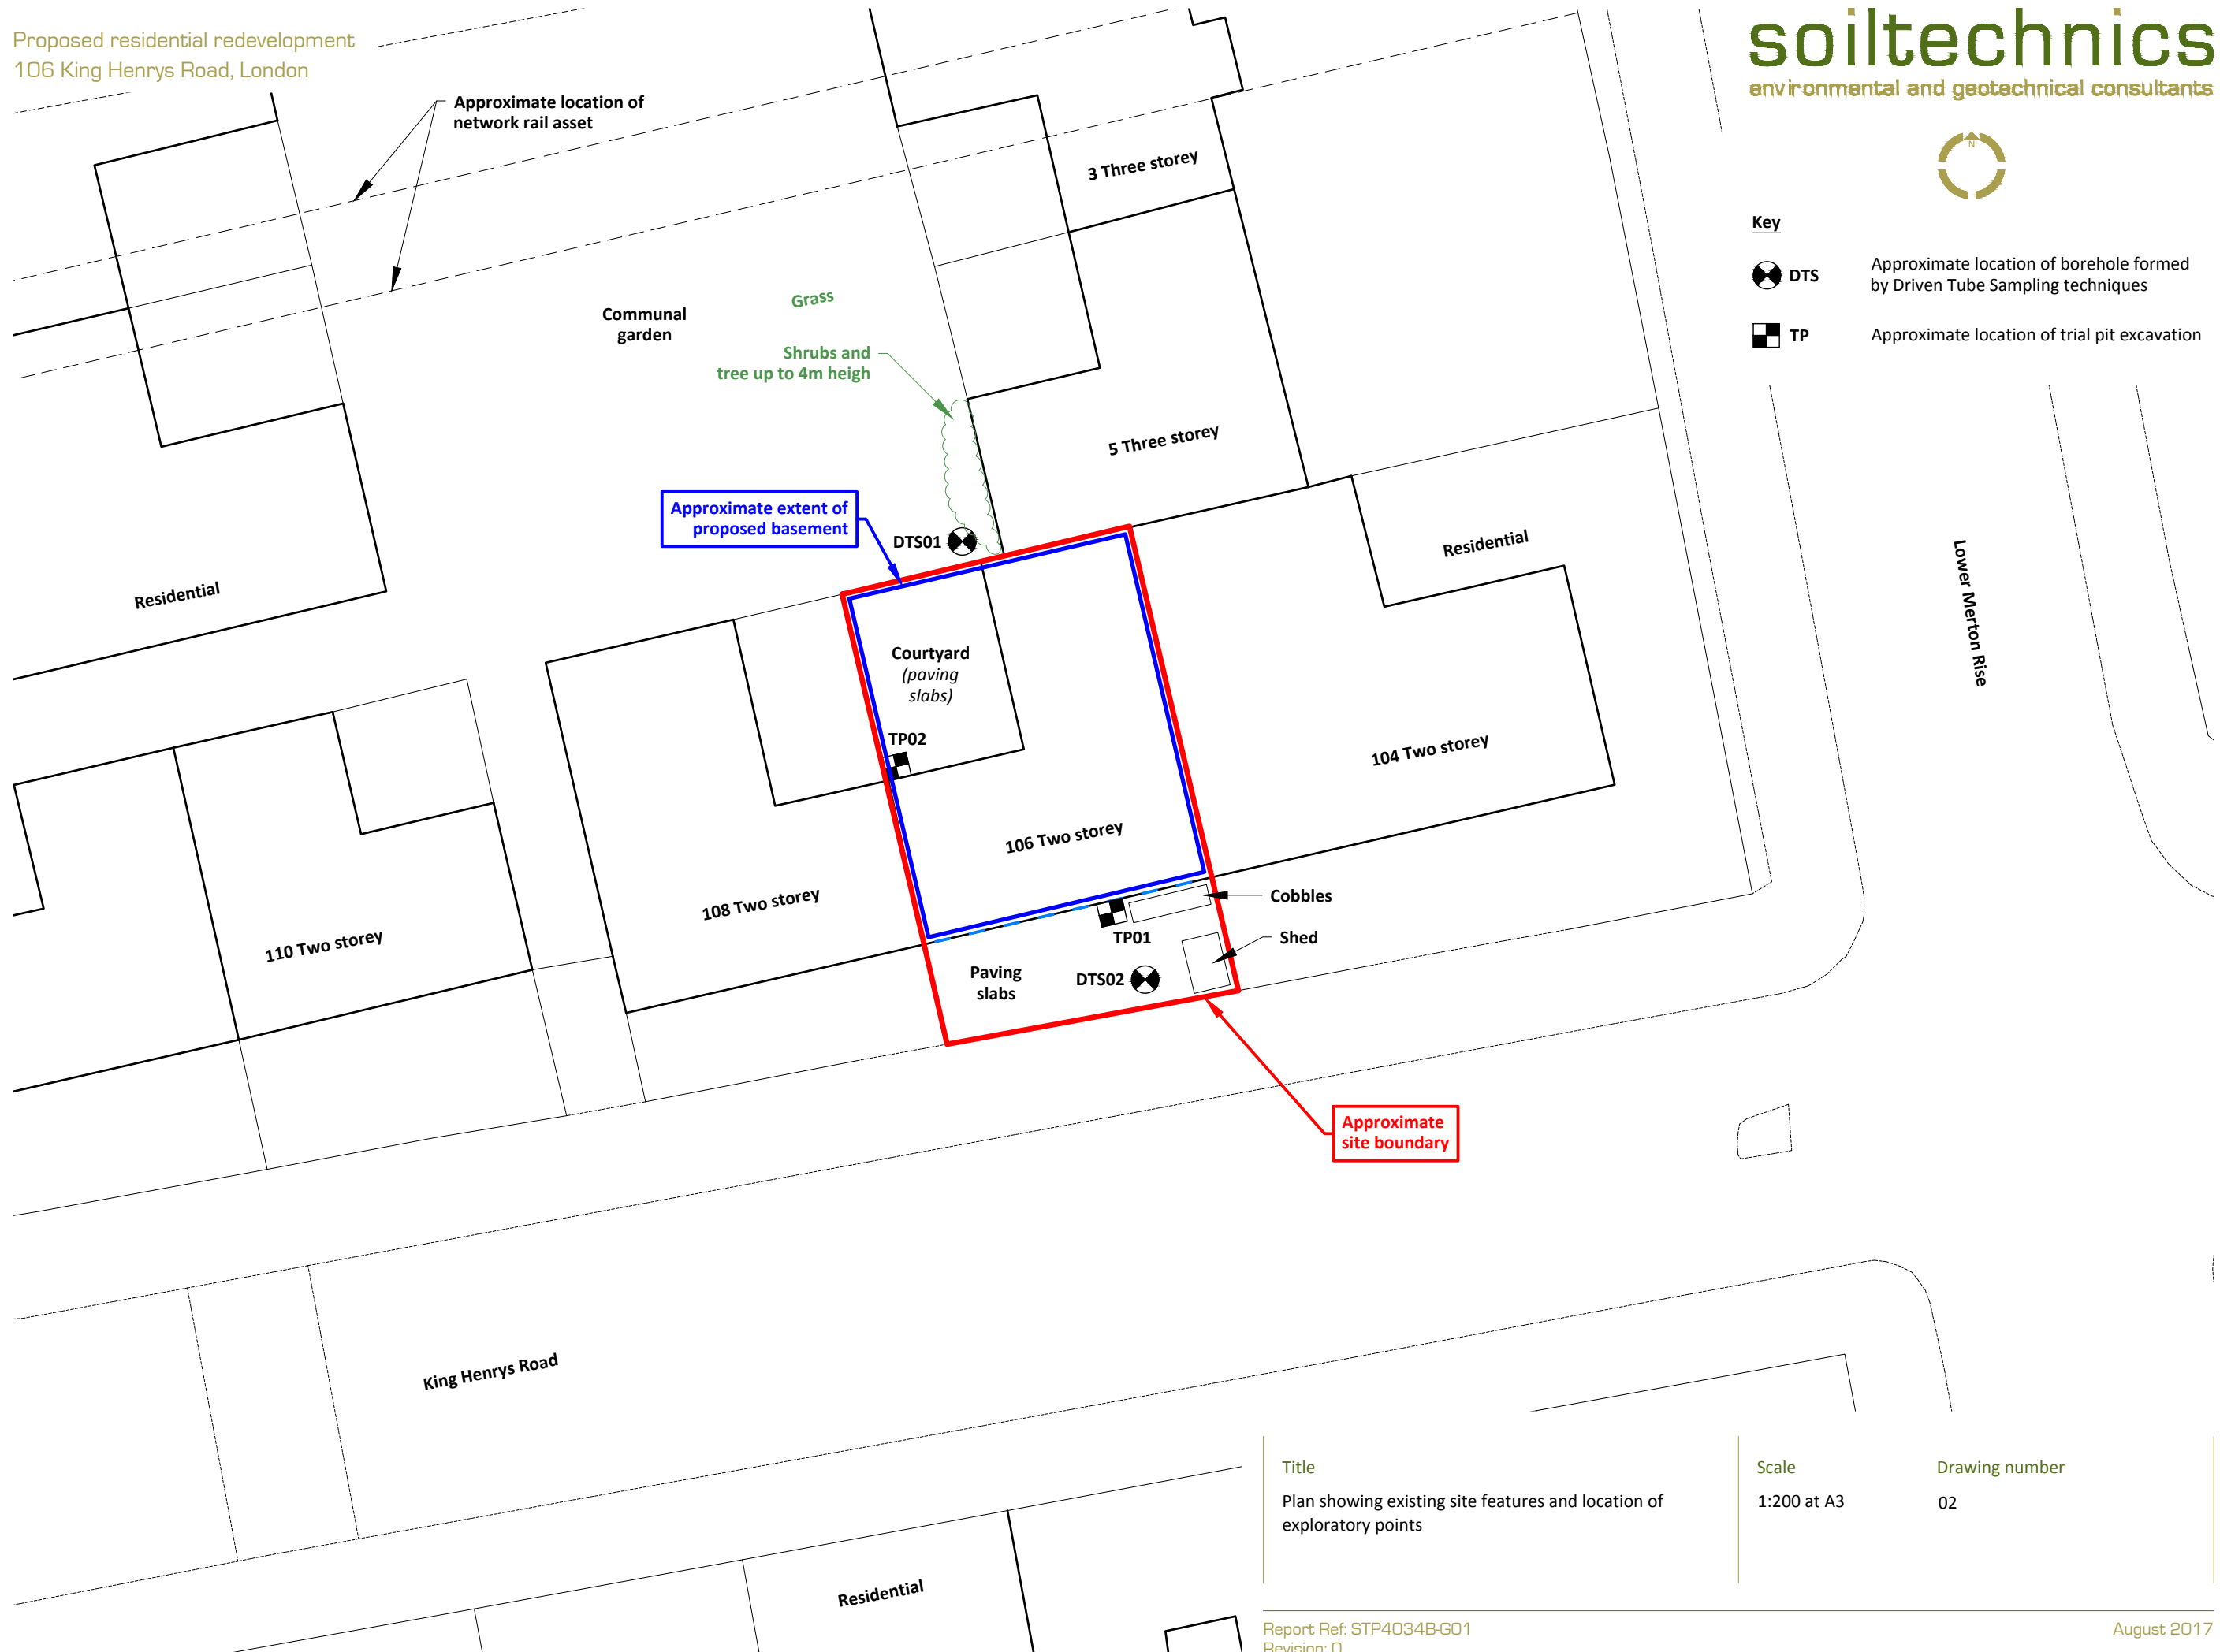 Proposed residential redevelopment
106 King Henrys Road, London
soiltechnics
environmental and geotechnical consultants
N
Key
DTS
Approximate location of borehole formed
by Driven Tube Sampling techniques
TP
Approximate location of trial pit excavation
Approximate location of
network rail asset
3 Three storey
Communal
garden
Grass
Shrubs and
tree up to 4m heigh
5 Three storey
Approximate extent of
proposed basement
DTS01
Residential
Residential
Lower Merton Rise
Courtyard
(paving
slabs)
TP02
104 Two storey
106 Two storey
108 Two storey
110 Two storey
Cobbles
TP01
Shed
Paving
slabs
DTS02
Approximate
site boundary
King Henrys Road
Residential
Title
Plan showing existing site features and location of
exploratory points
Scale
1:200 at A3
Drawing number
02
Report Ref: STP4034B-G01
Revision: 0
August 2017